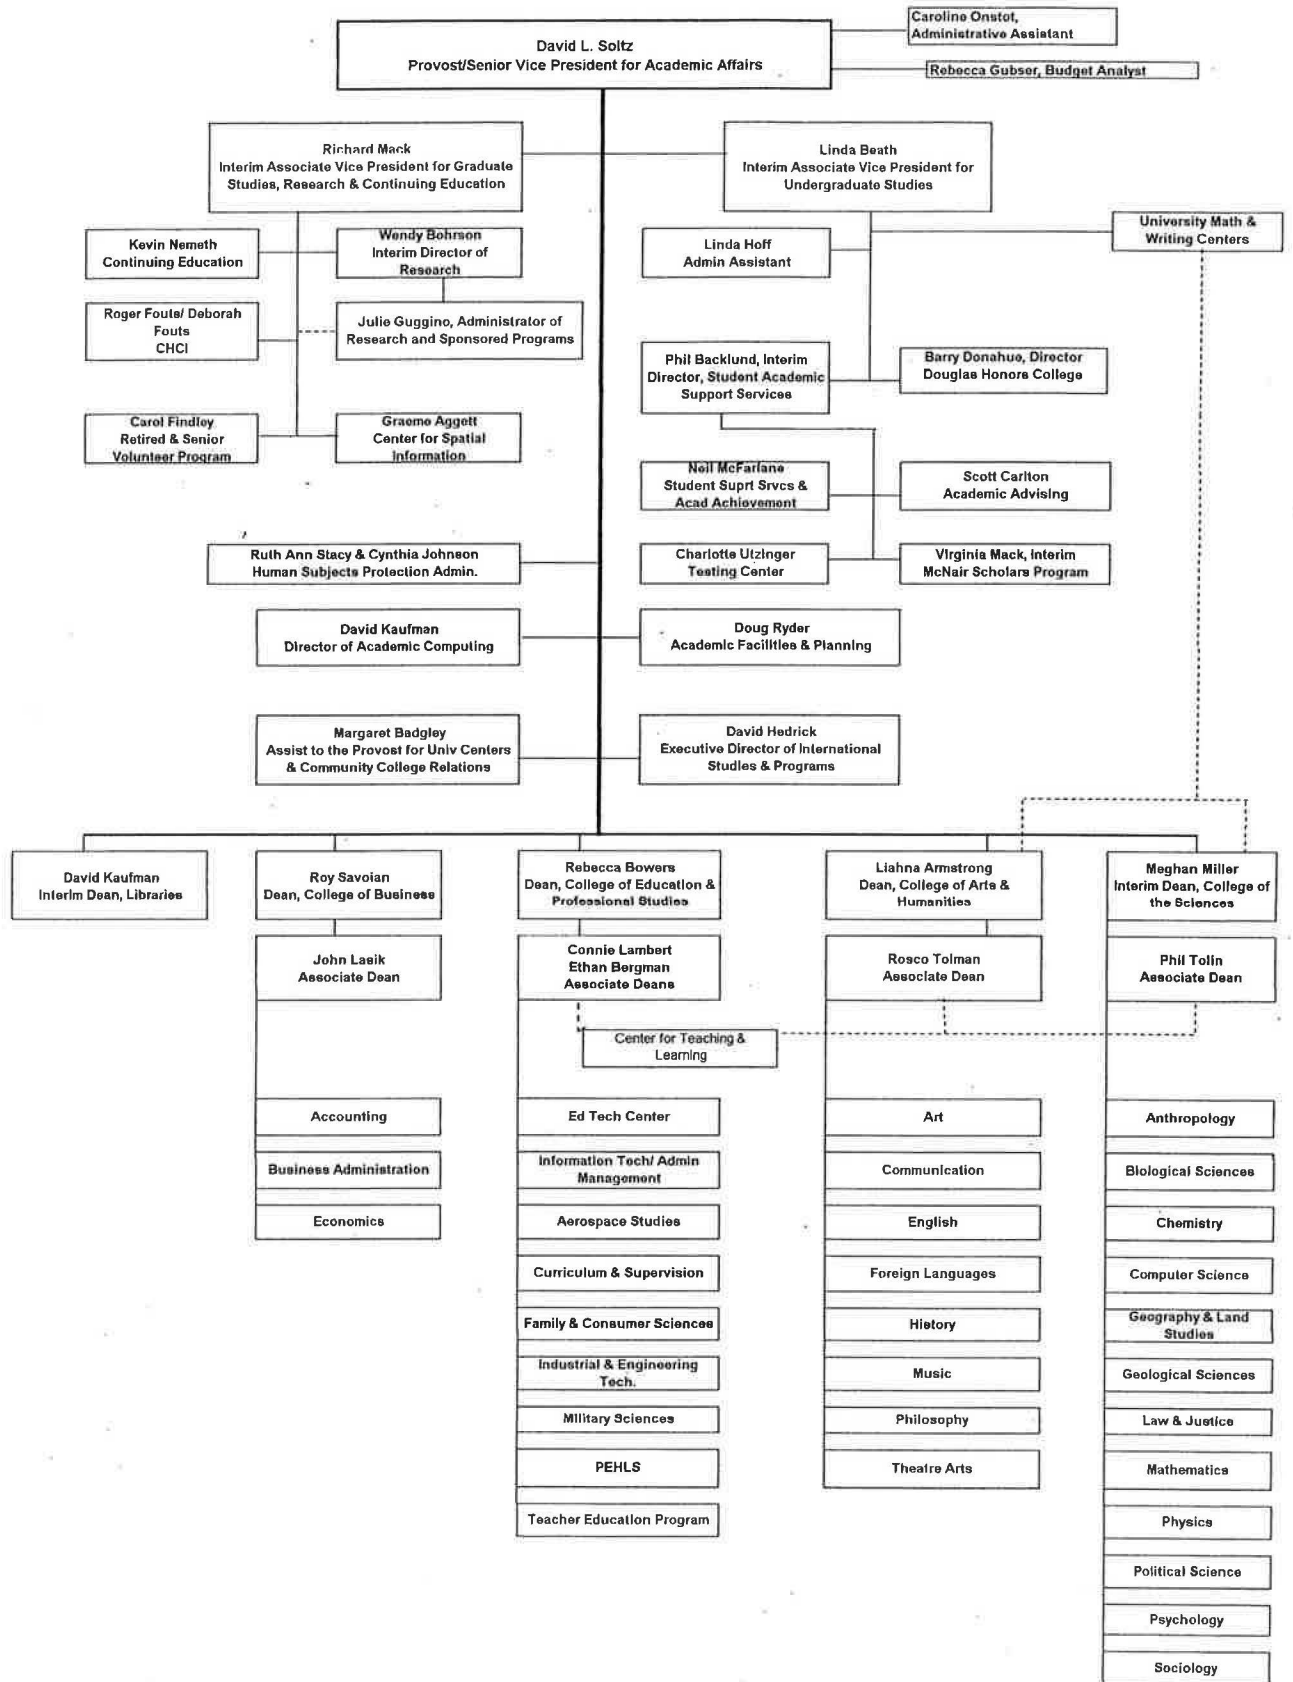 Caroline Onstot,
Administrative Assistant
David L. Soltz
Provost/Senior Vice President for Academic Affairs
Rebecca Gubser, Budget Analyst
Richard Mack
Interim Associate Vice President for Graduate
Studies, Research & Continuing Education
Linda Beath
Interim Associate Vice President for
Undergraduate Studies
University Math &
Writing Centers
Kevin Nemeth
Continuing Education
Wendy Bohrson
Interim Director of
Research
Linda Hoff
Admin Assistant
Roger Fouts/ Deborah
Fouts
CHCI
Julie Guggino, Administrator of
Research and Sponsored Programs
Phil Backlund, Interim
Director, Student Academic
Support Services
Barry Donahue, Director
Douglas Honors College
Carol Findley
Retired & Senior
Volunteer Program
Graeme Aggett
Center for Spatial
Information
Neil McFarlane
Student Suprt Srvcs &
Acad Achievement
Scott Carlton
Academic Advising
Ruth Ann Stacy & Cynthia Johnson
Human Subjects Protection Admin.
Charlotte Utzinger
Testing Center
Virginia Mack, Interim
McNair Scholars Program
David Kaufman
Director of Academic Computing
Doug Ryder
Academic Facilities & Planning
Margaret Badgley
Assist to the Provost for Univ Centers
& Community College Relations
David Hedrick
Executive Director of International
Studies & Programs
David Kaufman
Interim Dean, Libraries
Roy Savoian
Dean, College of Business
Rebecca Bowers
Dean, College of Education &
Professional Studies
Liahna Armstrong
Dean, College of Arts &
Humanities
Meghan Miller
Interim Dean, College of
the Sciences
John Lasik
Associate Dean
Connie Lambert
Ethan Bergman
Associate Deans
Rosco Tolman
Associate Dean
Phil Tolin
Associate Dean
Center for Teaching &
Learning
Accounting
Business Administration
Economics
Ed Tech Center
Information Tech/ Admin
Management
Aerospace Studies
Curriculum & Supervision
Family & Consumer Sciences
Industrial & Engineering
Tech.
Military Sciences
PEHLS
Teacher Education Program
Art
Communication
English
Foreign Languages
History
Music
Philosophy
Theatre Arts
Anthropology
Biological Sciences
Chemistry
Computer Science
Geography & Land
Studies
Geological Sciences
Law & Justice
Mathematics
Physics
Political Science
Psychology
Sociology